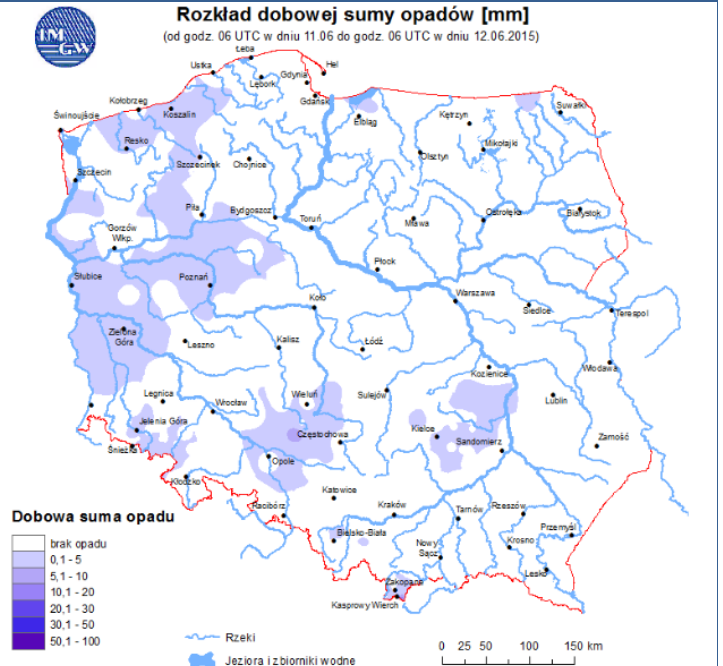 Rozkład dobowej sumy opadów [mm]
(od godz. 06 UTC w dniu 11.06 do godz. 06 UTC w dniu 12.06.2015)
IM
GW
Łeba
Ustka
Hel
Gdynia
Lębork
Gdańsk
Kołobrzeg
Koszalin
Świnoujście
Elbląg
Kętrzyn
Suwałki
Resko
Mikołajki
Olsztyn
Szczecinek
Chojnice
Szczecin
Piła
Bydgoszcz
Toruń
Mława
Ostrołęka
Białystok
Gorzów
Wlkp.
Płock
Słubice
Poznań
Koło
Warszawa
Siedlce
Terespol
Zielona
Góra
Leszno
Kalisz
Łódź
Kozienice
Włodawa
Legnica
Wrocław
Wieluń
Sulejów
Lublin
Jelenia Góra
Częstochowa
Kielce
Sandomierz
Zamość
Śnieżka
Opole
Kłodzko
Katowice
Racibórz
Kraków
Tarnów
Rzeszów
Przemyśl
Bielsko-Biała
Nowy
Sącz
Krosno
Lesko
Zakopane
Kasprowy Wierch
Dobowa suma opadu
brak opadu
0,1 - 5
5,1 - 10
10,1 - 20
20,1 - 30
30,1 - 50
50,1 - 100
Rzeki
Jeziora i zbiorniki wodne
0 25 50 100 150 km